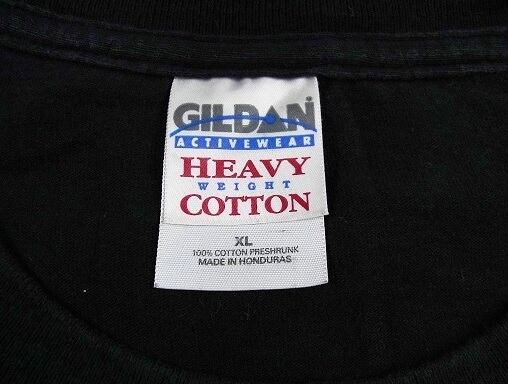 GILDAN®
ACTIVEWEAR
HEAVY
WEIGHT
COTTON
XL
100% COTTON PRESHRUNK
MADE IN HONDURAS